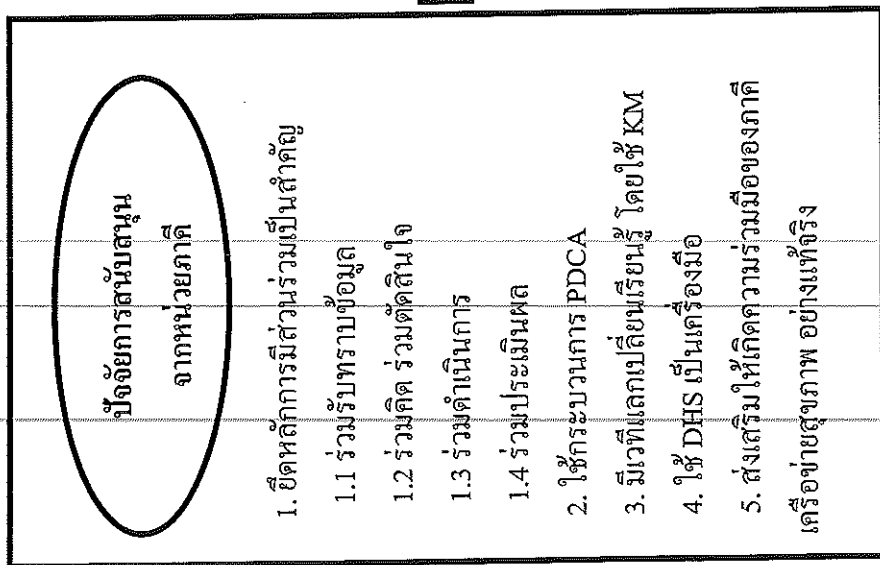 ปัจจัยการสนับสนุน
จากหน่วยภาคี
1. ยึดหลักการมีส่วนร่วมเป็นสำคัญ
1.1 ร่วมรับทราบข้อมูล
1.2 ร่วมคิด ร่วมตัดสินใจ
1.3 ร่วมดำเนินการ
1.4 ร่วมประเมินผล
2. ใช้กระบวนการ PDCA
3. มีเวทีแลกเปลี่ยนเรียนรู้ โดยใช้ KM
4. ใช้ DHS เป็นเครื่องมือ
5. ส่งเสริมให้เกิดความร่วมมือของภาคี
เครือข่ายสุขภาพ อย่างแท้จริง